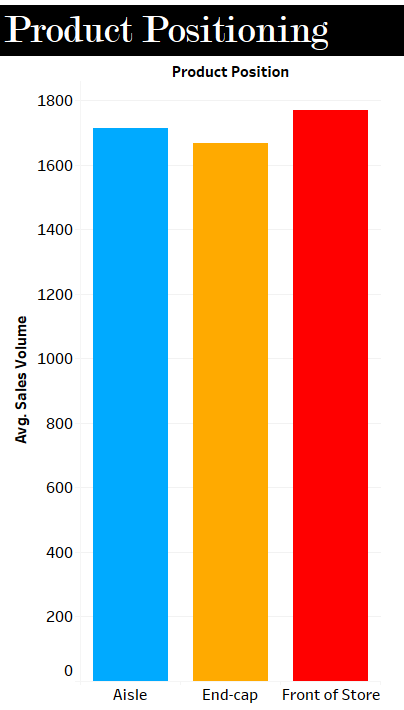 Product Positioning
Product Position
Avg. Sales Volume
1800
1600
1400
1200
1000
800
600
400
200
0
Aisle End-cap Front of Store